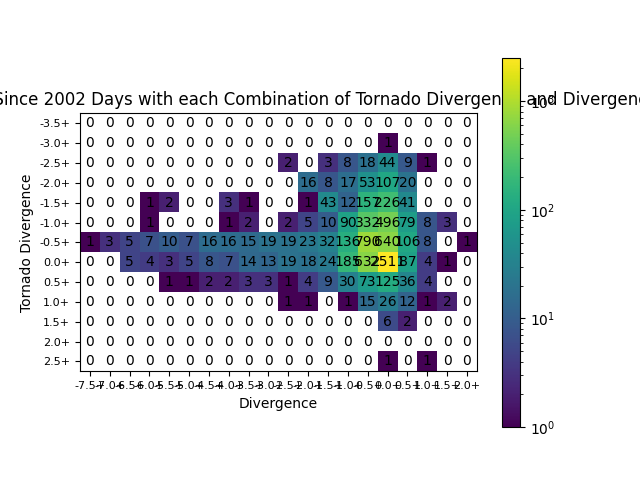 Since 2002 Days with each Combination of Tornado Divergence and Divergenc
Tornado Divergence
-3.5+ 0 0 0 0 0 0 0 0 0 0 0 0 0 0 0 0 0 0 0 0
-3.0+ 0 0 0 0 0 0 0 0 0 0 0 0 0 0 0 1 0 0 0 0
-2.5+ 0 0 0 0 0 0 0 0 0 0 2 0 3 8 18 44 9 1 0 0
-2.0+ 0 0 0 0 0 0 0 0 0 0 0 16 8 17 53 107 20 0 0 0
-1.5+ 0 0 0 1 2 0 0 3 1 0 0 1 43 12 157 226 41 0 0 0
-1.0+ 0 0 0 1 0 0 0 1 2 0 2 5 10 90 332 496 79 8 3 0
-0.5+ 1 3 5 7 10 7 16 16 15 19 19 23 32 136 790 640 106 8 0 1
0.0+ 0 0 5 4 3 5 8 7 14 13 19 18 24 185 632 2511 4 1 0
0.5+ 0 0 0 0 1 1 2 2 3 3 1 4 9 30 73 125 36 4 0 0
1.0+ 0 0 0 0 0 0 0 0 0 0 1 1 0 1 15 26 12 1 2 0
1.5+ 0 0 0 0 0 0 0 0 0 0 0 0 0 0 0 6 2 0 0 0
2.0+ 0 0 0 0 0 0 0 0 0 0 0 0 0 0 0 0 0 0 0 0
2.5+ 0 0 0 0 0 0 0 0 0 0 0 0 0 0 0 1 0 1 0 0
-7.5+ -7.0+ -6.5+ -6.0+ -5.5+ -5.0+ -4.5+ -4.0+ -3.5+ -3.0+ -2.5+ -2.0+ -1.5+ -1.0+ -0.5+ 0.0+ 0.5+ 1.0+ 1.5+ 2.0+
Divergence
10³
10²
10¹
10⁰